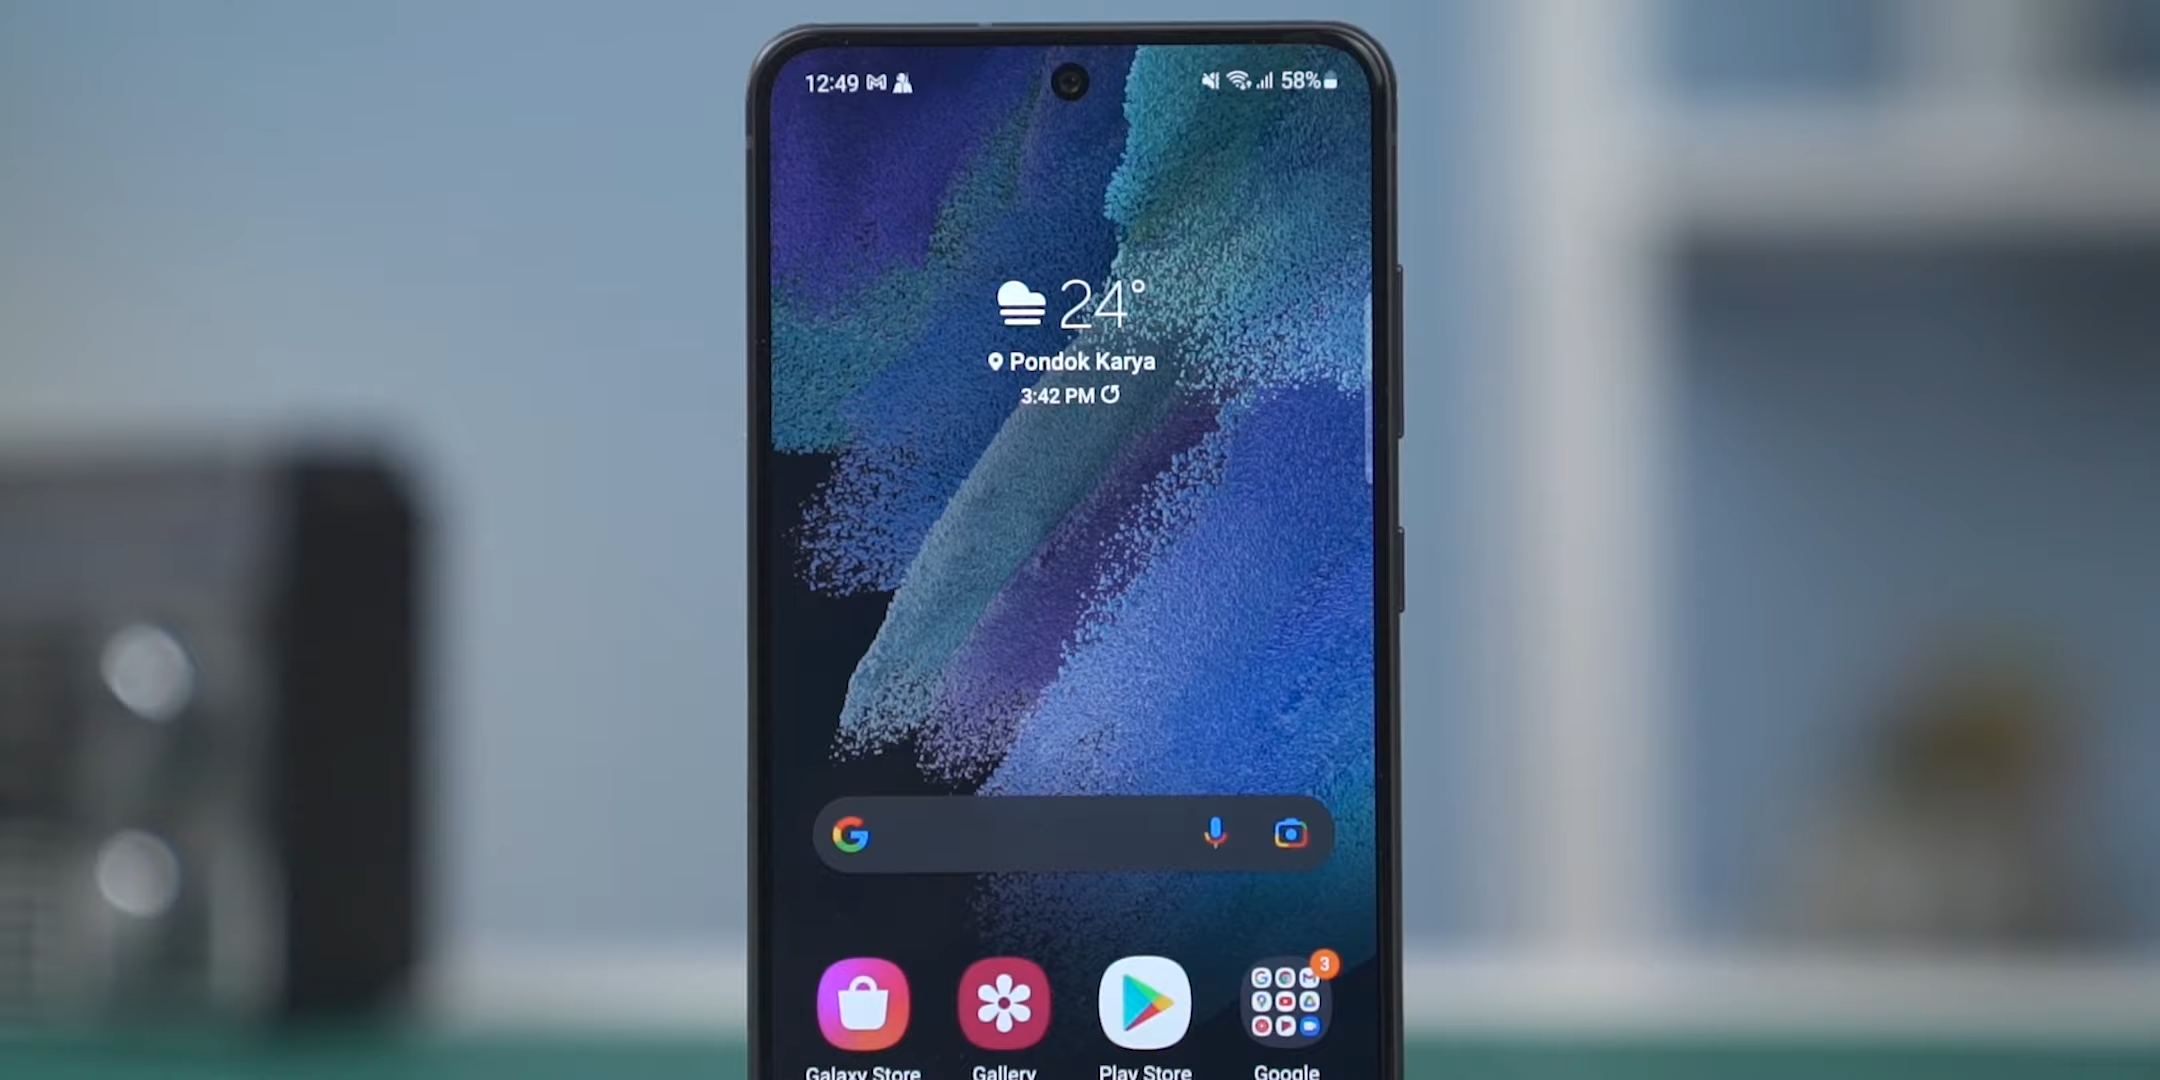 12:49
58%
24°
Pondok Karya
3:42 PM
3
Galaxy Store
Gallery
Play Store
Google